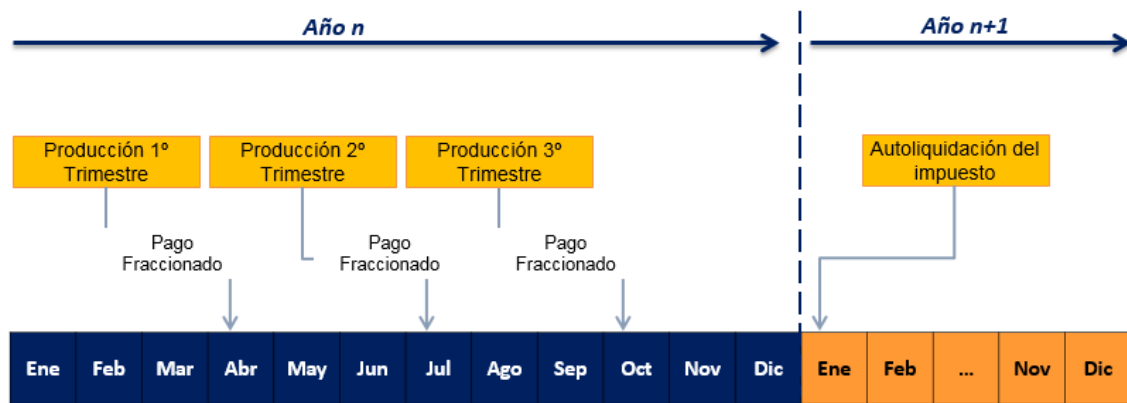 Año n
Año n+1
Producción 1º
Trimestre
Producción 2º
Trimestre
Producción 3º
Trimestre
Autoliquidación del
impuesto
Pago
Fraccionado
Pago
Fraccionado
Pago
Fraccionado
Ene Feb Mar Abr May Jun Jul Ago Sep Oct Nov Dic Ene Feb ... Nov Dic